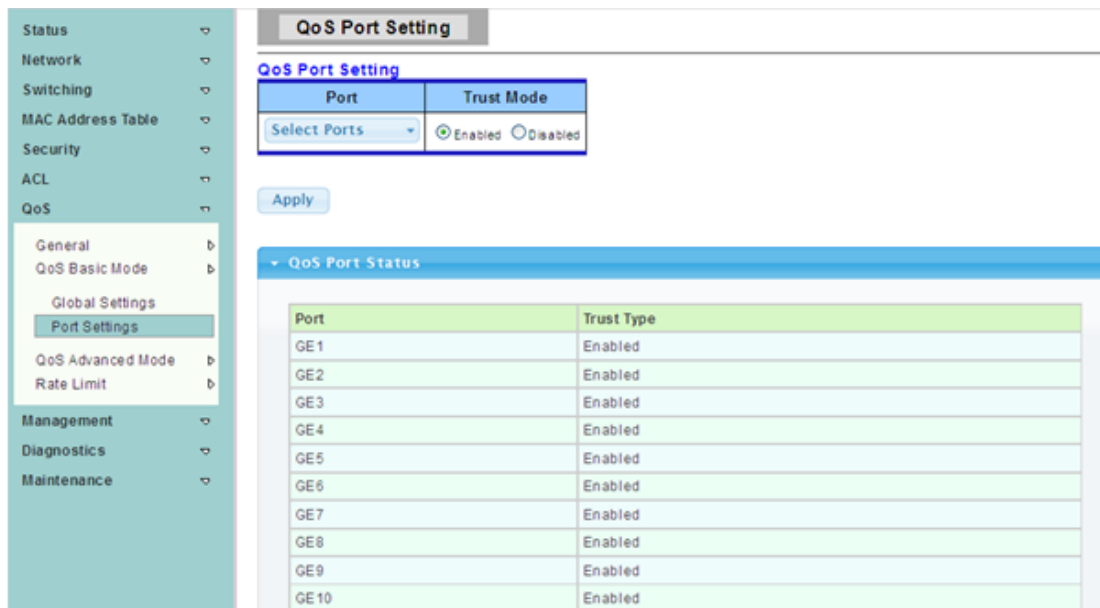 Status
Network
Switching
MAC Address Table
Security
ACL
QoS
General
QoS Basic Mode
Global Settings
Port Settings
QoS Advanced Mode
Rate Limit
Management
Diagnostics
Maintenance
QoS Port Setting
QoS Port Setting
Port Trust Mode
Select Ports Enabled Disabled
Apply
QoS Port Status
Port Trust Type
GE1 Enabled
GE2 Enabled
GE3 Enabled
GE4 Enabled
GE5 Enabled
GE6 Enabled
GE7 Enabled
GE8 Enabled
GE9 Enabled
GE10 Enabled